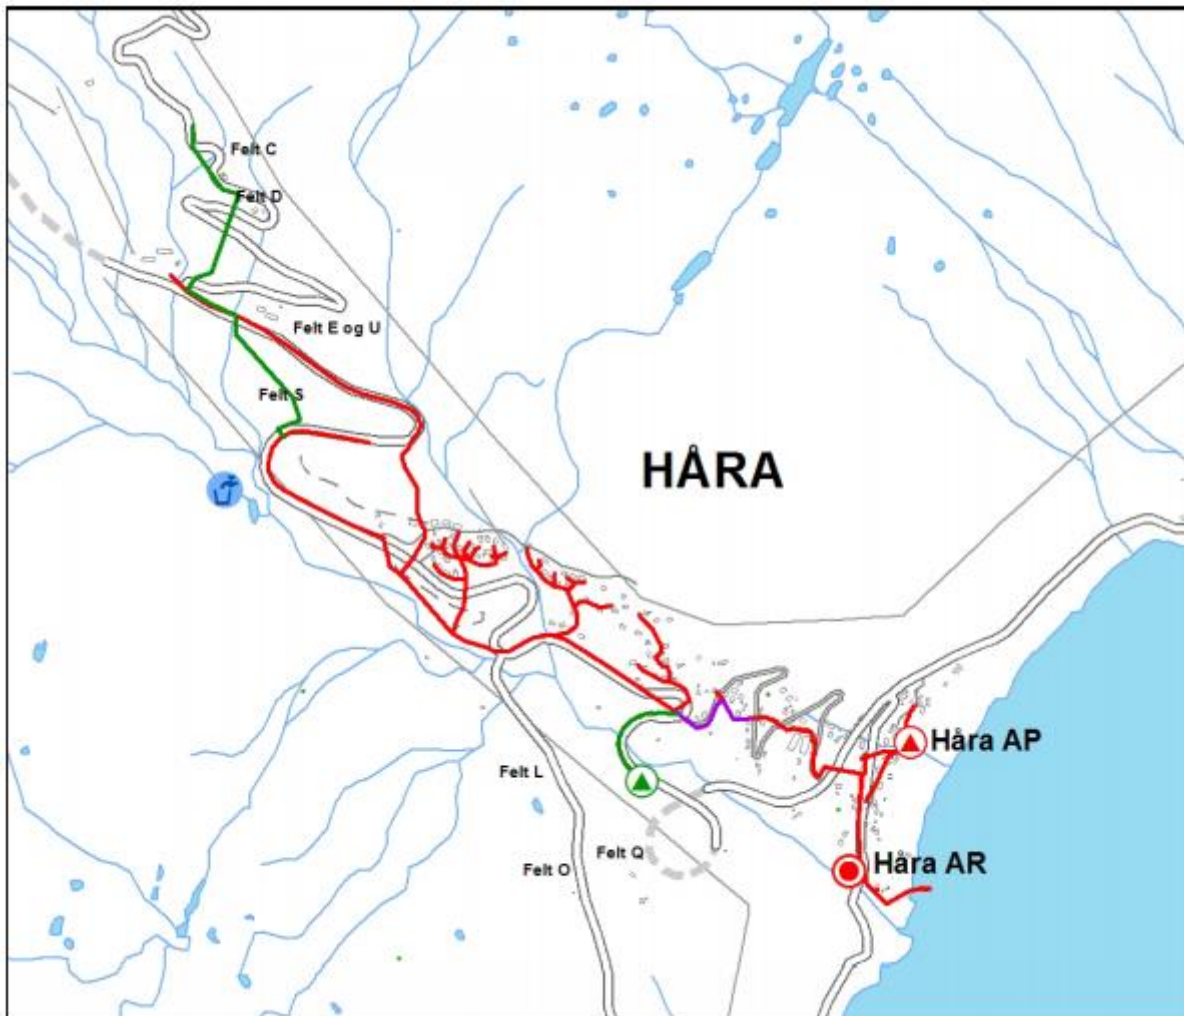 Felt C
Felt D
Felt E og U
Felt S
HÅRA
Håra AP
Felt L
Felt Q
Håra AR
Felt O